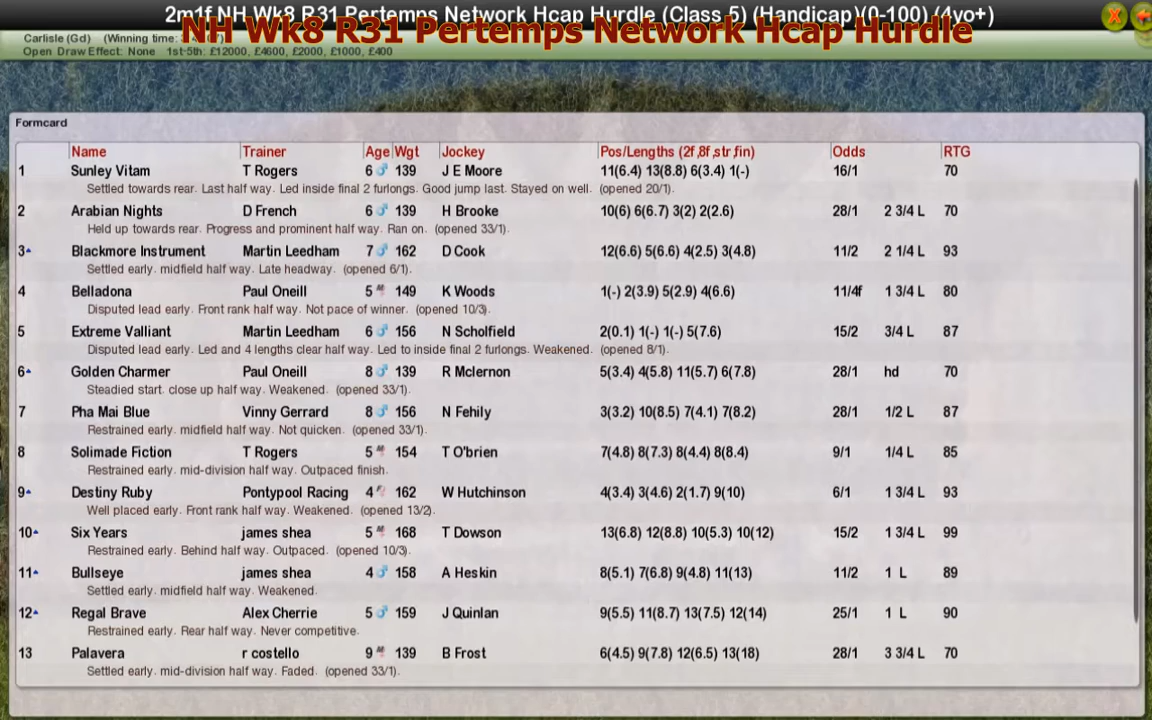 2m1f NH Wk8 R31 Pertemps Network Hcap Hurdle (Class 5) (Handicap)(0-100) (4yo+)
NH Wk8 R31 Pertemps Network Hcap Hurdle
Carlisle (Gd) (Winning time:
Open Draw Effect: None 1st-5th: £12000, £4600, £2000, £1000, £400
Formcard
Name Trainer Age Wgt Jockey Pos/Lengths (2f,8f,str,fin) Odds RTG
1 Sunley Vitam T Rogers 6 139 J E Moore 11(6.4) 13(8.8) 6(3.4) 1(-) 16/1 70
Settled towards rear. Last half way. Led inside final 2 furlongs. Good jump last. Stayed on well. (opened 20/1).
2 Arabian Nights D French 6 139 H Brooke 10(6) 6(6.7) 3(2) 2(2.6) 28/1 2 3/4 L 70
Held up towards rear. Progress and prominent half way. Ran on. (opened 33/1).
3 Blackmore Instrument Martin Leedham 7 162 D Cook 12(6.6) 5(6.6) 4(2.5) 3(4.8) 11/2 2 1/4 L 93
Settled early. midfield half way. Late headway. (opened 6/1).
4 Belladona Paul Oneill 5 149 K Woods 1(-) 2(3.9) 5(2.9) 4(6.6) 11/4f 1 3/4 L 80
Disputed lead early. Front rank half way. Not pace of winner. (opened 10/3).
5 Extreme Valliant Martin Leedham 6 156 N Scholfield 2(0.1) 1(-) 1(-) 5(7.6) 15/2 3/4 L 87
Disputed lead early. Led and 4 lengths clear half way. Led to inside final 2 furlongs. Weakened. (opened 8/1).
6 Golden Charmer Paul Oneill 8 139 R Mclernon 5(3.4) 4(5.8) 11(5.7) 6(7.8) 28/1 hd 70
Steadied start. close up half way. Weakened. (opened 33/1).
7 Pha Mai Blue Vinny Gerrard 8 156 N Fehily 3(3.2) 10(8.5) 7(4.1) 7(8.2) 28/1 1/2 L 87
Restrained early. midfield half way. Not quicken. (opened 33/1).
8 Solimade Fiction T Rogers 5 154 T O'brien 7(4.8) 8(7.3) 8(4.4) 8(8.4) 9/1 1/4 L 85
Restrained early. mid-division half way. Outpaced finish.
9 Destiny Ruby Pontypool Racing 4 162 W Hutchinson 4(3.4) 3(4.6) 2(1.7) 9(10) 6/1 1 3/4 L 93
Well placed early. Front rank half way. Weakened. (opened 13/2).
10 Six Years james shea 5 168 T Dowson 13(6.8) 12(8.8) 10(5.3) 10(12) 15/2 1 3/4 L 99
Restrained early. Behind half way. Outpaced. (opened 10/3).
11 Bullseye james shea 4 158 A Heskin 8(5.1) 7(6.8) 9(4.8) 11(13) 11/2 1 L 89
Settled early. midfield half way. Weakened.
12 Regal Brave Alex Cherrie 5 159 J Quinlan 9(5.5) 11(8.7) 13(7.5) 12(14) 25/1 1 L 90
Restrained early. Rear half way. Never competitive.
13 Palavera r costello 9 139 B Frost 6(4.5) 9(7.8) 12(6.5) 13(18) 28/1 3 3/4 L 70
Settled early. mid-division half way. Faded. (opened 33/1).